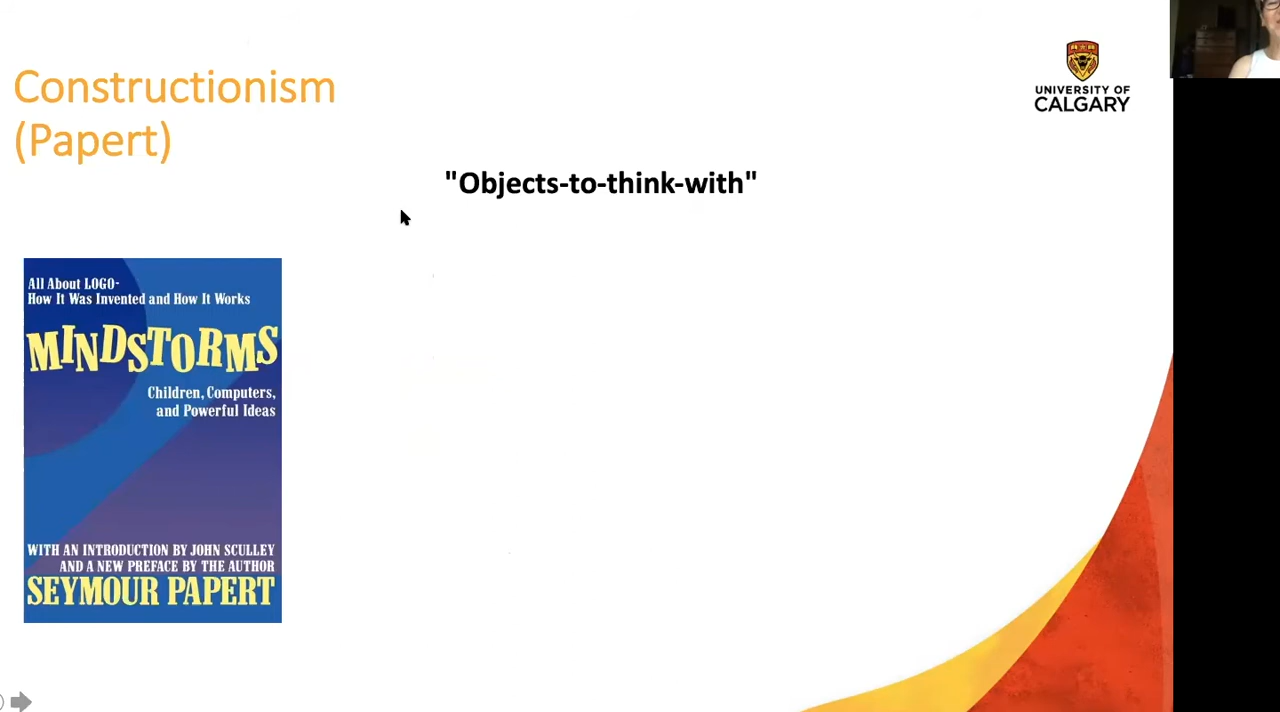 Constructionism
(Papert)
UNIVERSITY OF
CALGARY
"Objects-to-think-with"
All About LOGO-
How It Was Invented and How It Works
MINDSTORMS
Children, Computers,
and Powerful Ideas
WITH AN INTRODUCTION BY JOHN SCULLEY
AND A NEW PREFACE BY THE AUTHOR
SEYMOUR PAPERT